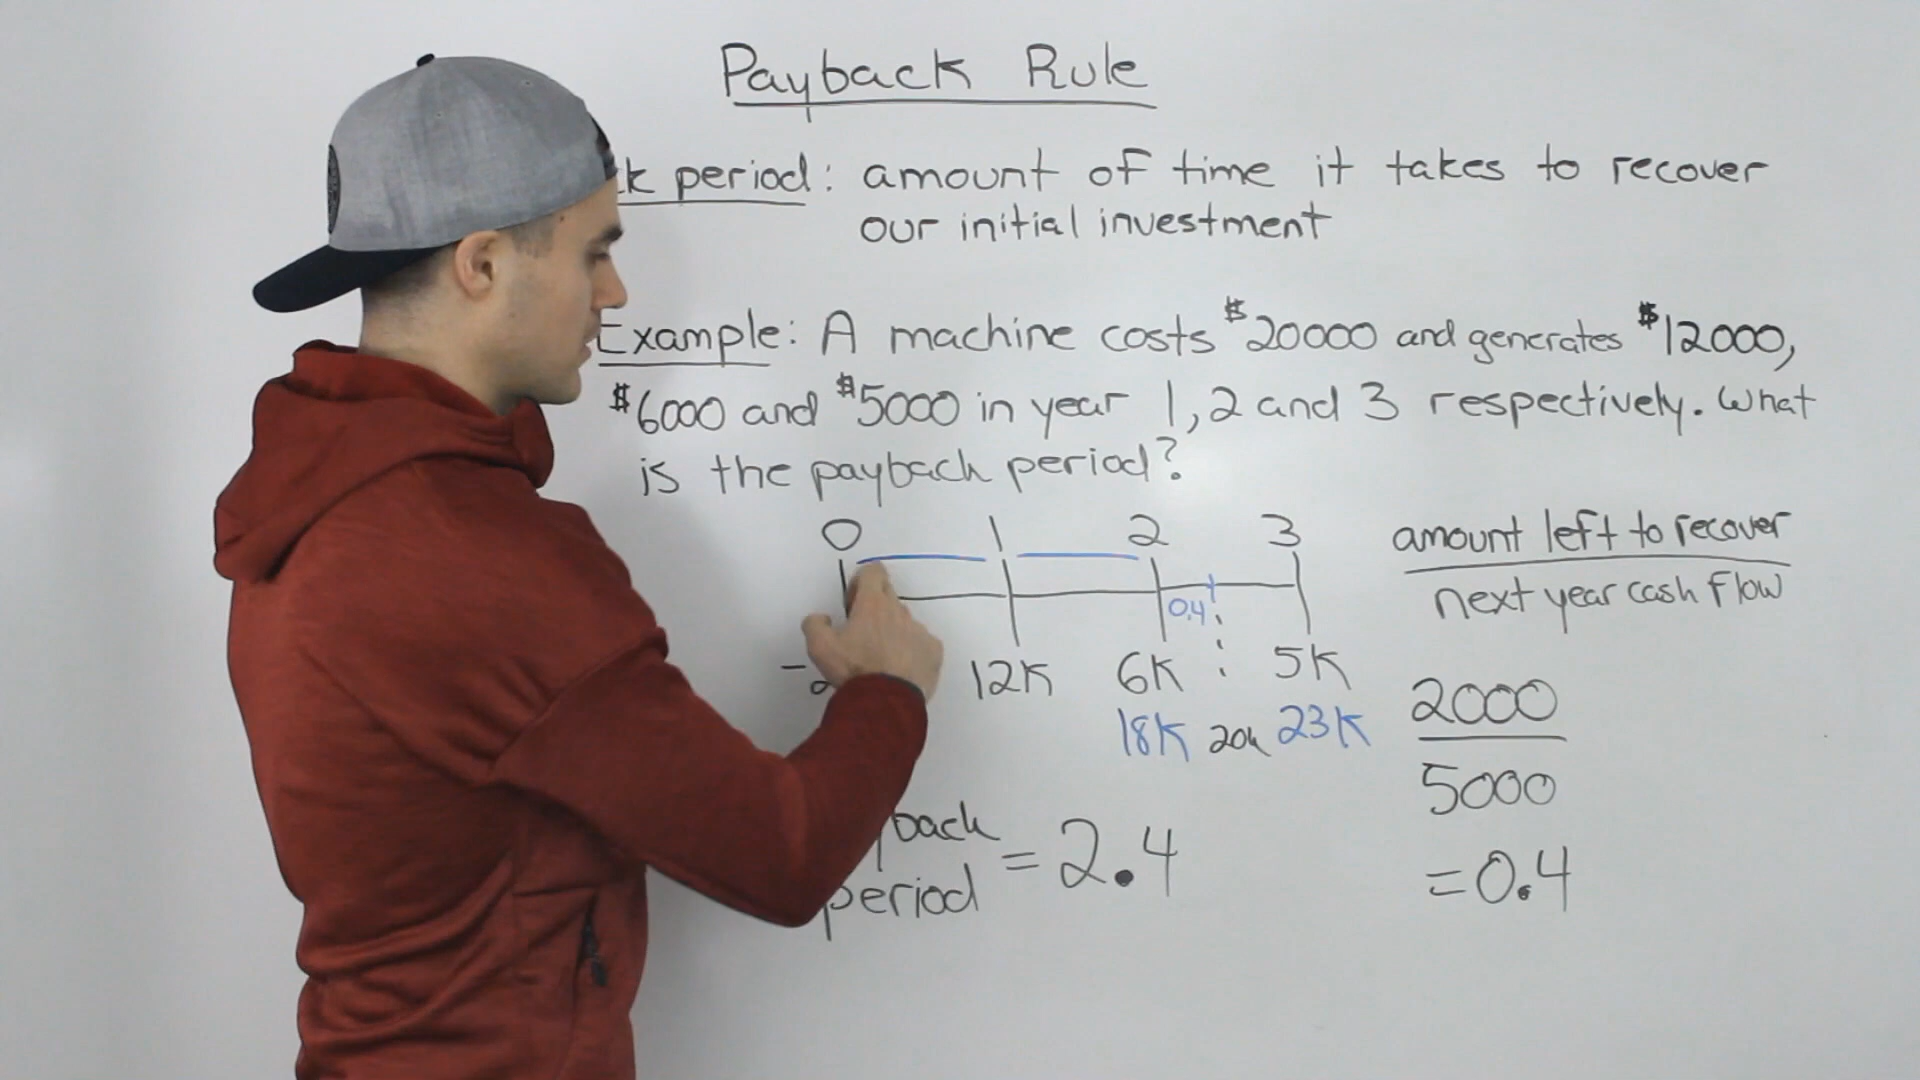 Payback Rule
k period: amount of time it takes to recover
our initial investment
Example: A machine costs $20000 and generates $12000,
$6000 and $5000 in year 1, 2 and 3 respectively. What
is the payback period?
0 1 2 3
amount left to recover
next year cash flow
0.4
-2 12K 6K 5K
18K 20K 23K
2000
5000
= 0.4
back
period = 2.4